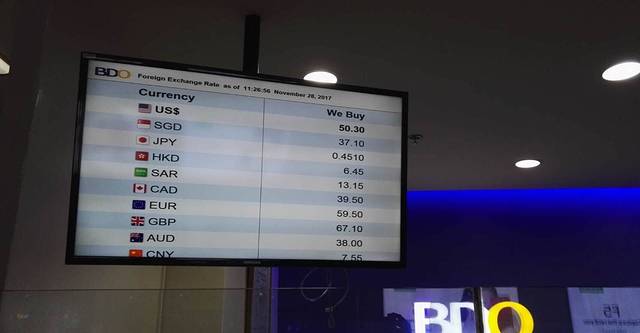 BDO Foreign Exchange Rate as of 11:26:56 November 28, 2017
Currency We Buy
US$ 50.30
SGD 37.10
JPY 0.4510
HKD 6.45
SAR 13.15
CAD 39.50
EUR 59.50
GBP 67.10
AUD 38.00
CNY 7.55
BDO